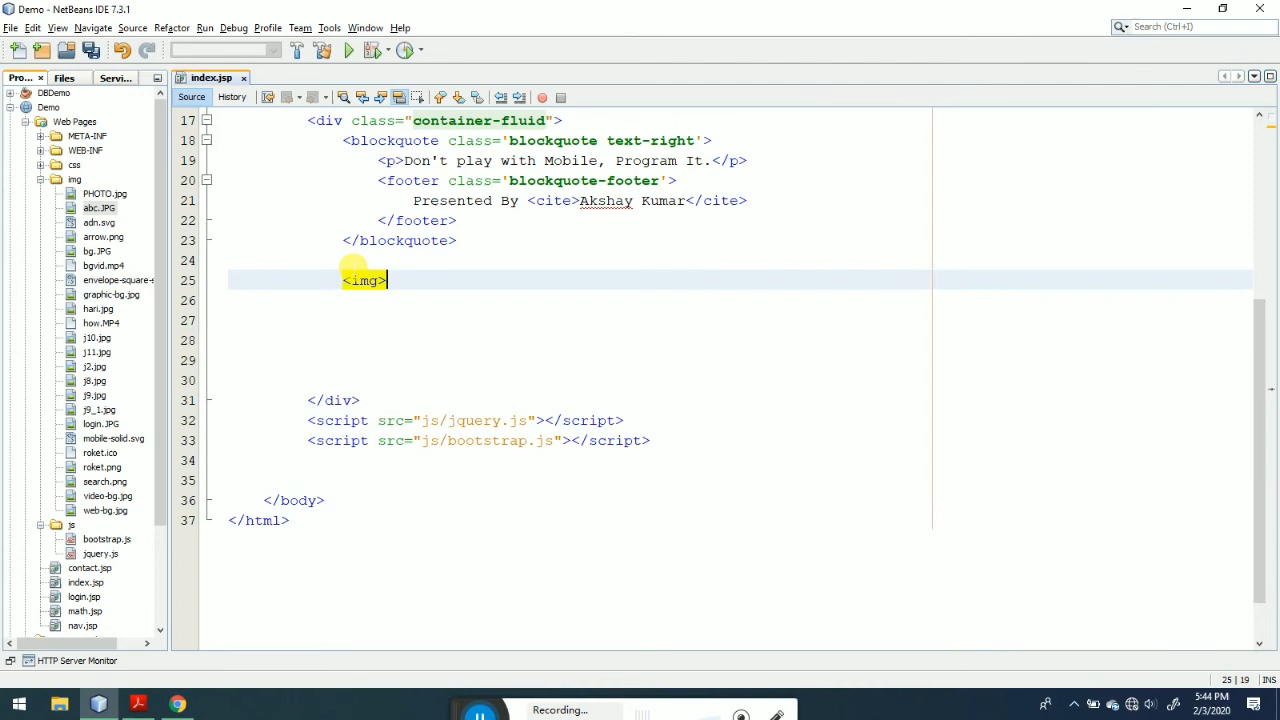 Demo - NetBeans IDE 7.3.1
File Edit View Navigate Source Refactor Run Debug Profile Team Tools Window Help
Search (Ctrl+I)
Pro... Files Servi...
index.jsp
Source History
DBDemo
Demo
Web Pages
META-INF
WEB-INF
css
img
PHOTO.jpg
abc.JPG
adn.svg
arrow.png
bg.JPG
bgvid.mp4
envelope-square-s
graphic-bg.jpg
hari.jpg
how.MP4
j10.jpg
j11.jpg
j2.jpg
j8.jpg
j9.jpg
j9_1.jpg
login.JPG
mobile-solid.svg
roket.ico
roket.png
search.png
video-bg.jpg
web-bg.jpg
js
bootstrap.js
jquery.js
contact.jsp
index.jsp
login.jsp
math.jsp
nav.jsp
17 <div class="container-fluid">
18 <blockquote class='blockquote text-right'>
19 <p>Don't play with Mobile, Program It.</p>
20 <footer class='blockquote-footer'>
21 Presented By <cite>Akshay Kumar</cite>
22 </footer>
23 </blockquote>
24
25 <img>
26
27
28
29
30
31 </div>
32 <script src="js/jquery.js"></script>
33 <script src="js/bootstrap.js"></script>
34
35
36 </body>
37 </html>
HTTP Server Monitor
25 | 19 INS
Recording...
5:44 PM
2/3/2020